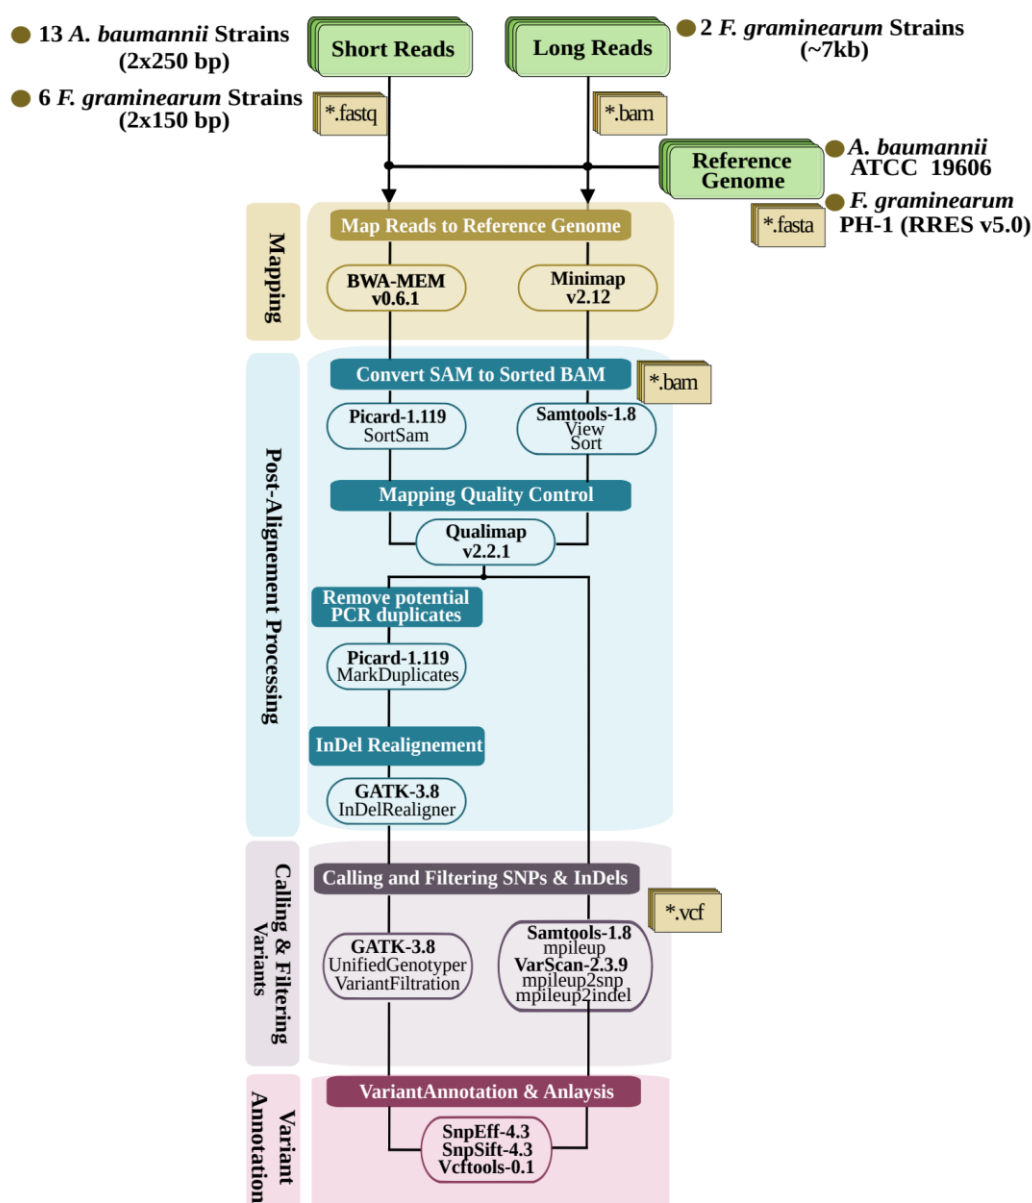 13 A. baumannii Strains
(2x250 bp)
Short Reads
Long Reads
2 F. graminearum Strains
(~7kb)
6 F. graminearum Strains
(2x150 bp)
*.fastq
*.bam
Reference
Genome
A. baumannii
ATCC 19606
*.fasta
F. graminearum
PH-1 (RRES v5.0)
Mapping
Map Reads to Reference Genome
BWA-MEM
v0.6.1
Minimap
v2.12
Post-Alignement Processing
Convert SAM to Sorted BAM
*.bam
Picard-1.119
SortSam
Samtools-1.8
View
Sort
Mapping Quality Control
Qualimap
v2.2.1
Remove potential
PCR duplicates
Picard-1.119
MarkDuplicates
InDel Realignement
GATK-3.8
InDelRealigner
Calling & Filtering
Variants
Calling and Filtering SNPs & InDels
*.vcf
GATK-3.8
UnifiedGenotyper
VariantFiltration
Samtools-1.8
mpileup
VarScan-2.3.9
mpileup2snp
mpileup2indel
Variant
Annotation
VariantAnnotation & Anlaysis
SnpEff-4.3
SnpSift-4.3
Vcftools-0.1